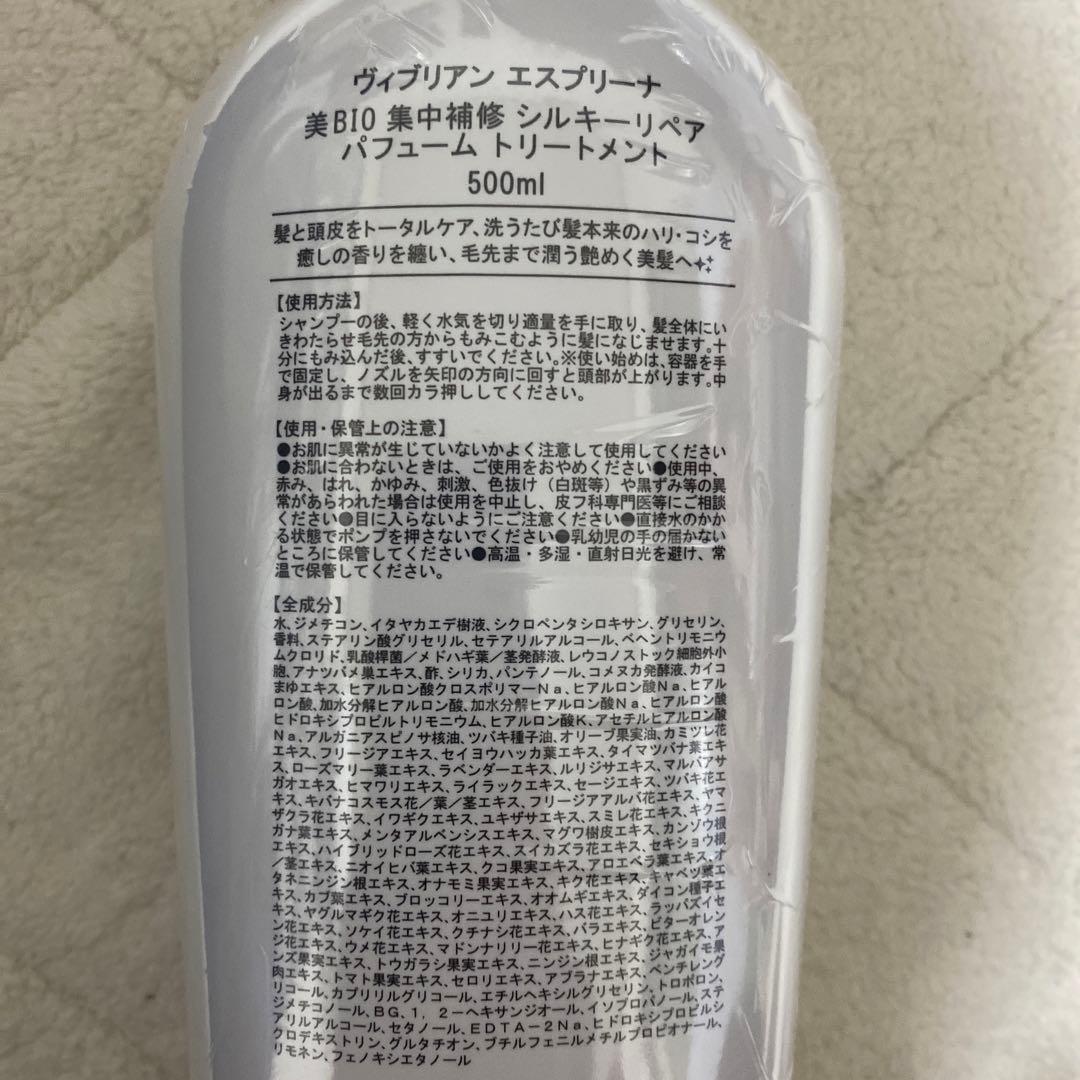 ヴィブリアン エスプリーナ
美BIO 集中補修 シルキーリペア
パフューム トリートメント
500ml
髪と頭皮をトータルケア、洗うたび髪本来のハリ・コシを
癒しの香りを纏い、毛先まで潤う艶めく美髪へ
【使用方法】
シャンプーの後、軽く水気を切り適量を手に取り、髪全体にい
きわたらせ毛先の方からもみこむように髪になじませます。十
分にもみ込んだ後、すすいでください。※使い始めは、容器を手
で固定し、ノズルを矢印の方向に回すと頭部が上がります。中
身が出るまで数回カラ押ししてください。
【使用・保管上の注意】
●お肌に異常が生じていないかよく注意して使用してください
●お肌に合わないときは、ご使用をおやめください●使用中、
赤み、はれ、かゆみ、刺激、色抜け（白斑等）や黒ずみ等の異
常があらわれた場合は使用を中止し、皮フ科専門医等にご相談
ください●目に入らないようにご注意ください●直接水のかか
る状態でポンプを押さないでください●乳幼児の手の届かない
ところに保管してください●高温・多湿・直射日光を避け、常
温で保管してください。
【全成分】
水、ジメチコン、イタヤカエデ樹液、シクロペンタシロキサン、グリセリン、
香料、ステアリン酸グリセリル、セテアリルアルコール、ベヘントリモニウ
ムクロリド、乳酸桿菌／メドハギ葉／茎発酵液、レウコノストック細胞外小
胞、アナツバメ巣エキス、酢、シリカ、パンテノール、コメヌカ発酵液、カイコ
まゆエキス、ヒアルロン酸クロスポリマーNa、ヒアルロン酸Na、ヒアル
ロン酸、加水分解ヒアルロン酸、加水分解ヒアルロン酸Na、ヒアルロン酸
ヒドロキシプロピルトリモニウム、ヒアルロン酸K、アセチルヒアルロン酸
Na、アルガニアスピノサ核油、ツバキ種子油、オリーブ果実油、カミツレ花
エキス、フリージアエキス、セイヨウハッカ葉エキス、タイマツバナ葉エキ
ス、ローズマリー葉エキス、ラベンダーエキス、ルリジサエキス、マルバアサ
ガオエキス、ヒマワリエキス、ライラックエキス、セージエキス、ツバキ花エ
キス、キバナコスモス花／葉／茎エキス、フリージアアルバ花エキス、ヤマ
ザクラ花エキス、イワギクエキス、ユキザサエキス、スミレ花エキス、キクニ
ガナ葉エキス、メンタアルベンシスエキス、マグワ樹皮エキス、カンゾウ根
エキス、ハイブリッドローズ花エキス、スイカズラ花エキス、セキショウ根
／茎エキス、ニオイヒバ葉エキス、クコ果実エキス、アロエベラ葉エキス、オ
タネニンジン根エキス、オナモミ果実エキス、キク花エキス、キャベツ葉エ
キス、カブ葉エキス、ブロッコリーエキス、オオムギエキス、ダイコン種子エ
キス、ヤグルマギク花エキス、オニユリエキス、ハス花エキス、ラッパズイセ
ン花エキス、ソケイ花エキス、クチナシ花エキス、バラエキス、ビターオレン
ジ花エキス、ウメ花エキス、マドンナリリー花エキス、ヒナギク花エキス、ア
ンズ果実エキス、トウガラシ果実エキス、ニンジン根エキス、ジャガイモ果
肉エキス、トマト果実エキス、セロリエキス、アブラナエキス、ペンチレング
リコール、カプリリルグリコール、エチルヘキシルグリセリン、トロポロン、
ジメチコノール、BG、1，2－ヘキサンジオール、イソプロパノール、ステ
アリルアルコール、セタノール、EDTA－2Na、ヒドロキシプロピルシ
クロデキストリン、グルタチオン、ブチルフェニルメチルプロピオナール、
リモネン、フェノキシエタノール